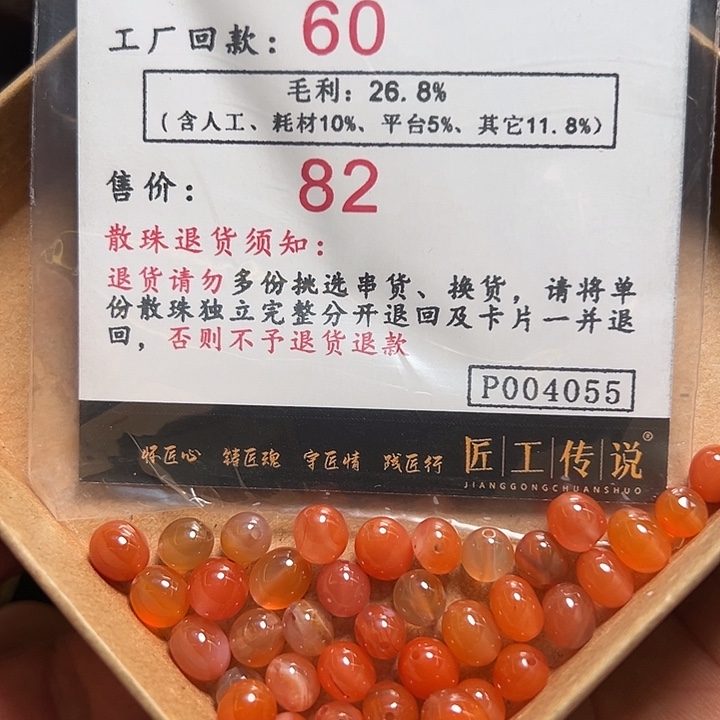 工厂回款：60
毛利：26.8%
（含人工、耗材10%、平台5%、其它11.8%）
售价：82
散珠退货须知：
退货请勿多份挑选串货、换货，请将单
份散珠独立完整分开退回及卡片一并退
回，否则不予退货退款
P004055
怀匠心 铸匠魂 守匠情 践匠行
匠工传说®
JIANGGONGCHUANSHUO